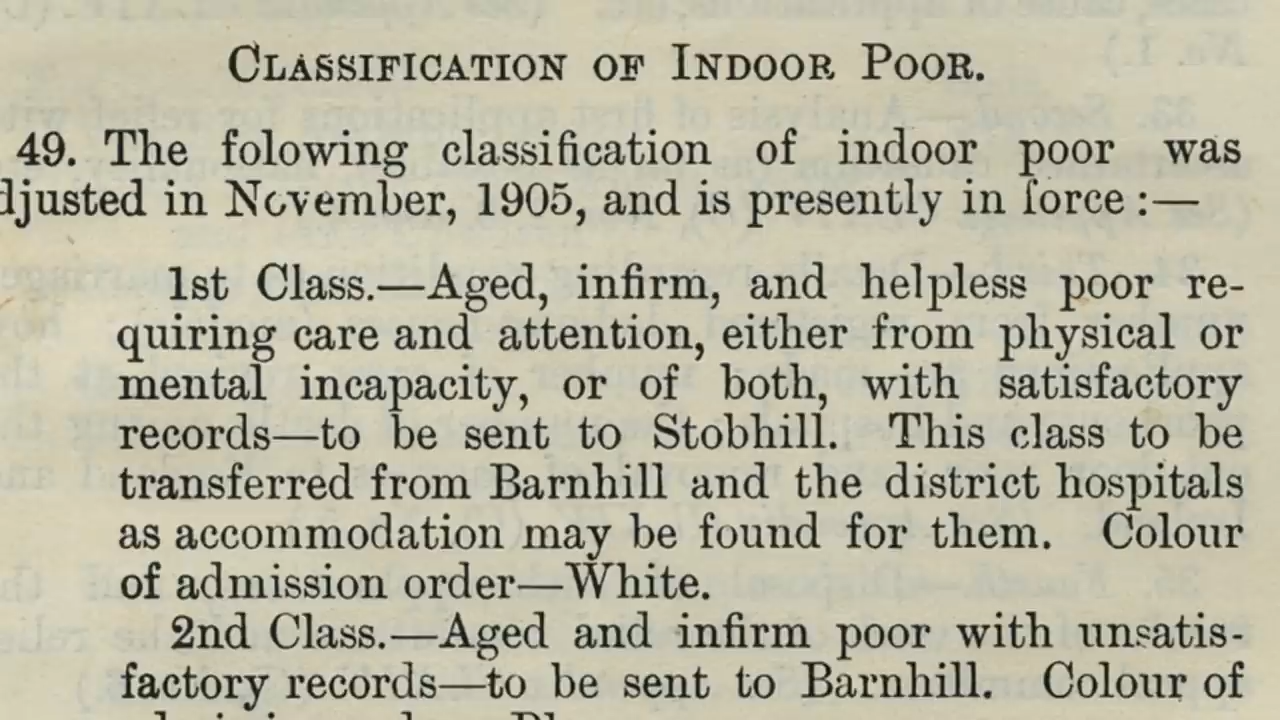 CLASSIFICATION OF INDOOR POOR.
49. The folowing classification of indoor poor was
djusted in November, 1905, and is presently in force :—
1st Class.—Aged, infirm, and helpless poor re-
quiring care and attention, either from physical or
mental incapacity, or of both, with satisfactory
records—to be sent to Stobhill. This class to be
transferred from Barnhill and the district hospitals
as accommodation may be found for them. Colour
of admission order—White.
2nd Class.—Aged and infirm poor with unsatis-
factory records—to be sent to Barnhill. Colour of